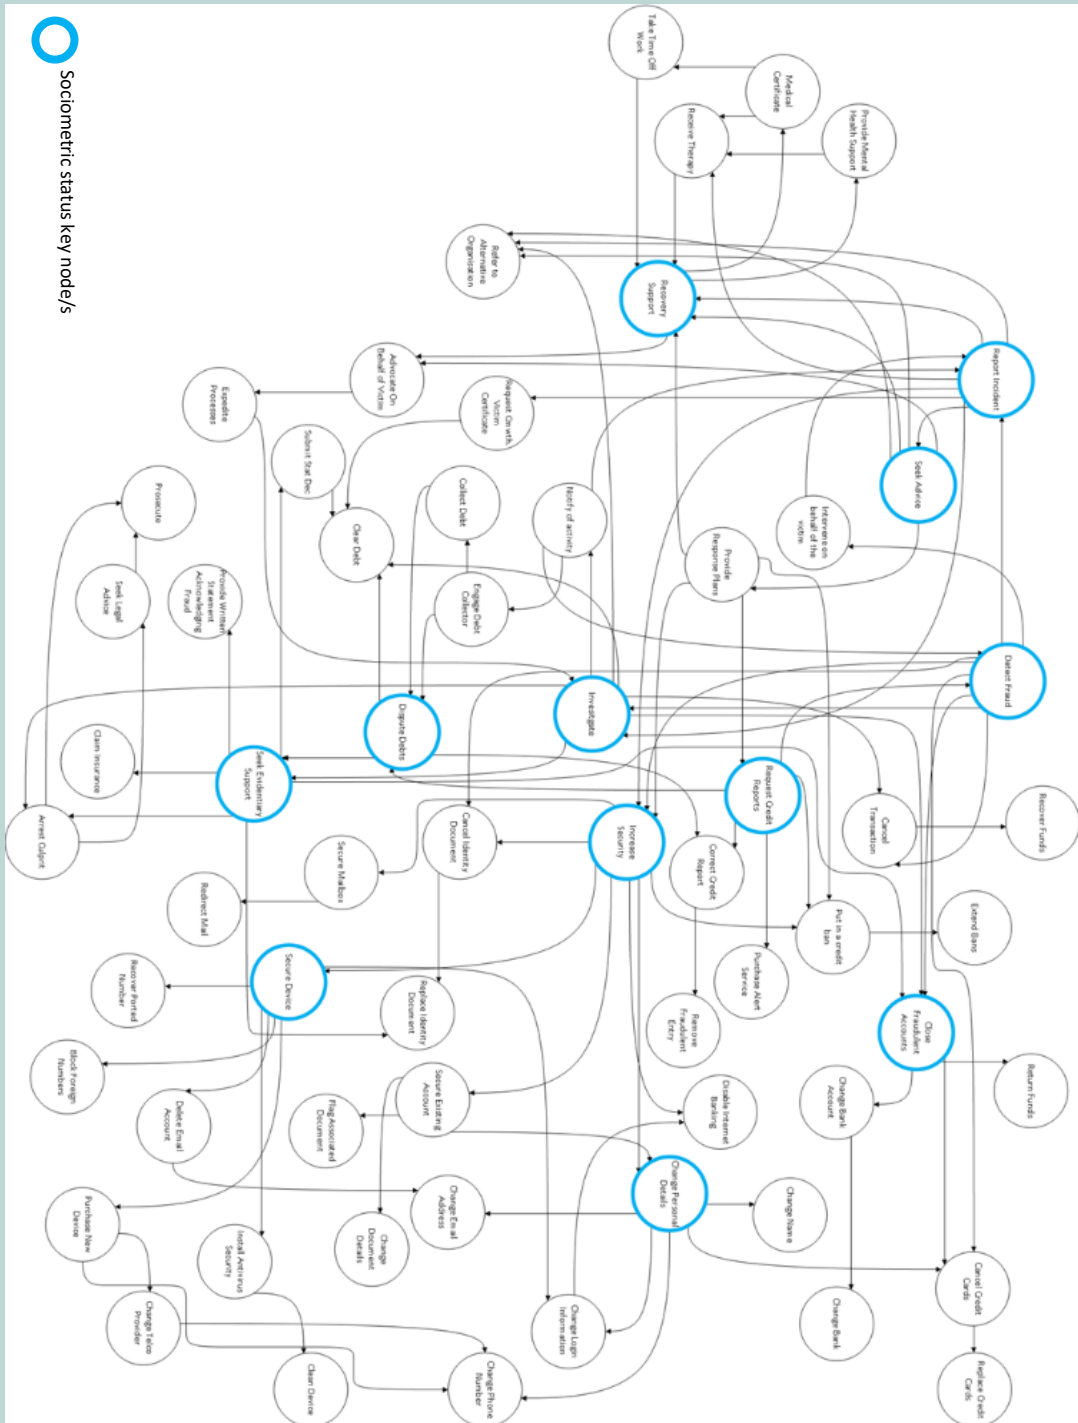 Recover Funds
Return Funds
Detect Fraud
Report Incident
Extend Bans
Cancel Credit
Cards
Replace Credit
Cards
Seek Advice
Close
Fraudulent
Accounts
Cancel
Transaction
Provide Mental
Health Support
Put in a credit
ban
Change Bank
Account
Change Bank
Intervene on
behalf of the
victim
Medical
Certificate
Change Name
Request Credit
Reports
Purchase Alert
Service
Provide
Response Plans
Disable Internet
Banking
Correct Credit
Report
Receive Therapy
Remove
Fraudulent
Entry
Change Personal
Details
Recovery
Support
Take Time Off
Work
Increase
Security
Investigate
Notify of activity
Change Login
Information
Refer to
Alternative
Organisation
Request
Victim
Certificate
Change Phone
Number
Engage Debt
Collector
Collect Debt
Cancel Identity
Document
Change Email
Address
Secure Existing
Account
Replace Identity
Document
Dispute Debts
Advocate On
Behalf of Victim
Change
Document
Details
Clear Debt
Secure Mailbox
Flag Associated
Document
Submit Stat Dec
Clean Device
Secure Device
Seek Evidentiary
Support
Install Antivirus
Security
Expedite
Processes
Provide Written
Statement
Acknowledging
Fraud
Redirect Mail
Delete Email
Account
Prosecute
Change Telco
Provider
Recover Ported
Number
Seek Legal
Advice
Claim Insurance
Purchase New
Device
Block Foreign
Numbers
Arrest Culprit
Sociometric status key node/s